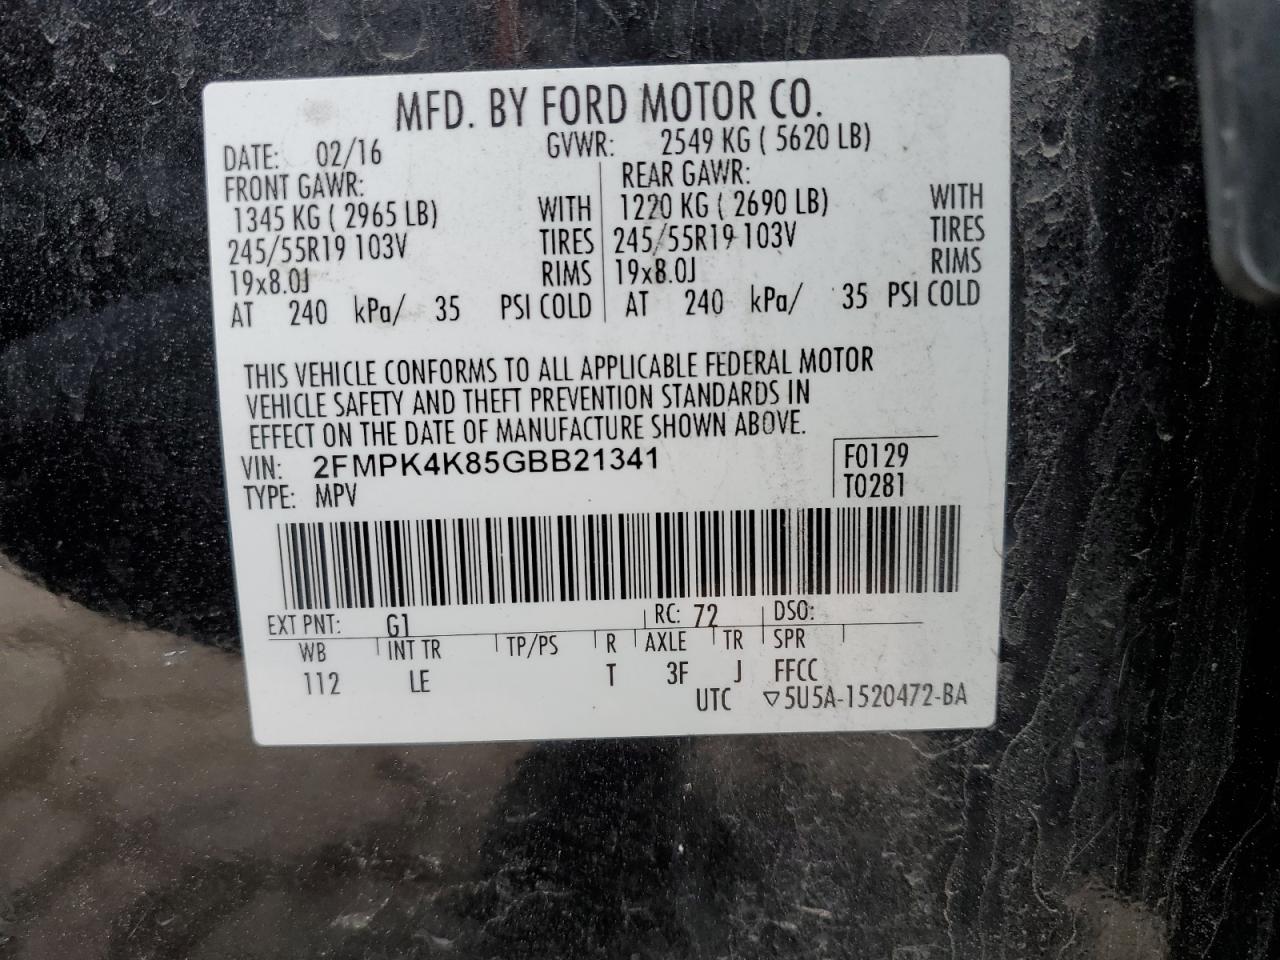 MFD. BY FORD MOTOR CO.
DATE: 02/16 GVWR: 2549 KG ( 5620 LB)
FRONT GAWR: REAR GAWR:
1345 KG ( 2965 LB) WITH 1220 KG ( 2690 LB) WITH
245/55R19 103V TIRES 245/55R19 103V TIRES
19x8.0J RIMS 19x8.0J RIMS
AT 240 kPa/ 35 PSI COLD AT 240 kPa/ 35 PSI COLD
THIS VEHICLE CONFORMS TO ALL APPLICABLE FEDERAL MOTOR
VEHICLE SAFETY AND THEFT PREVENTION STANDARDS IN
EFFECT ON THE DATE OF MANUFACTURE SHOWN ABOVE.
VIN: 2FMPK4K85GBB21341 F0129
TYPE: MPV T0281
EXT PNT: G1 RC: 72 DSO:
WB INT TR TP/PS R AXLE TR SPR
112 LE T 3F J FFCC
UTC ▽5U5A-1520472-BA